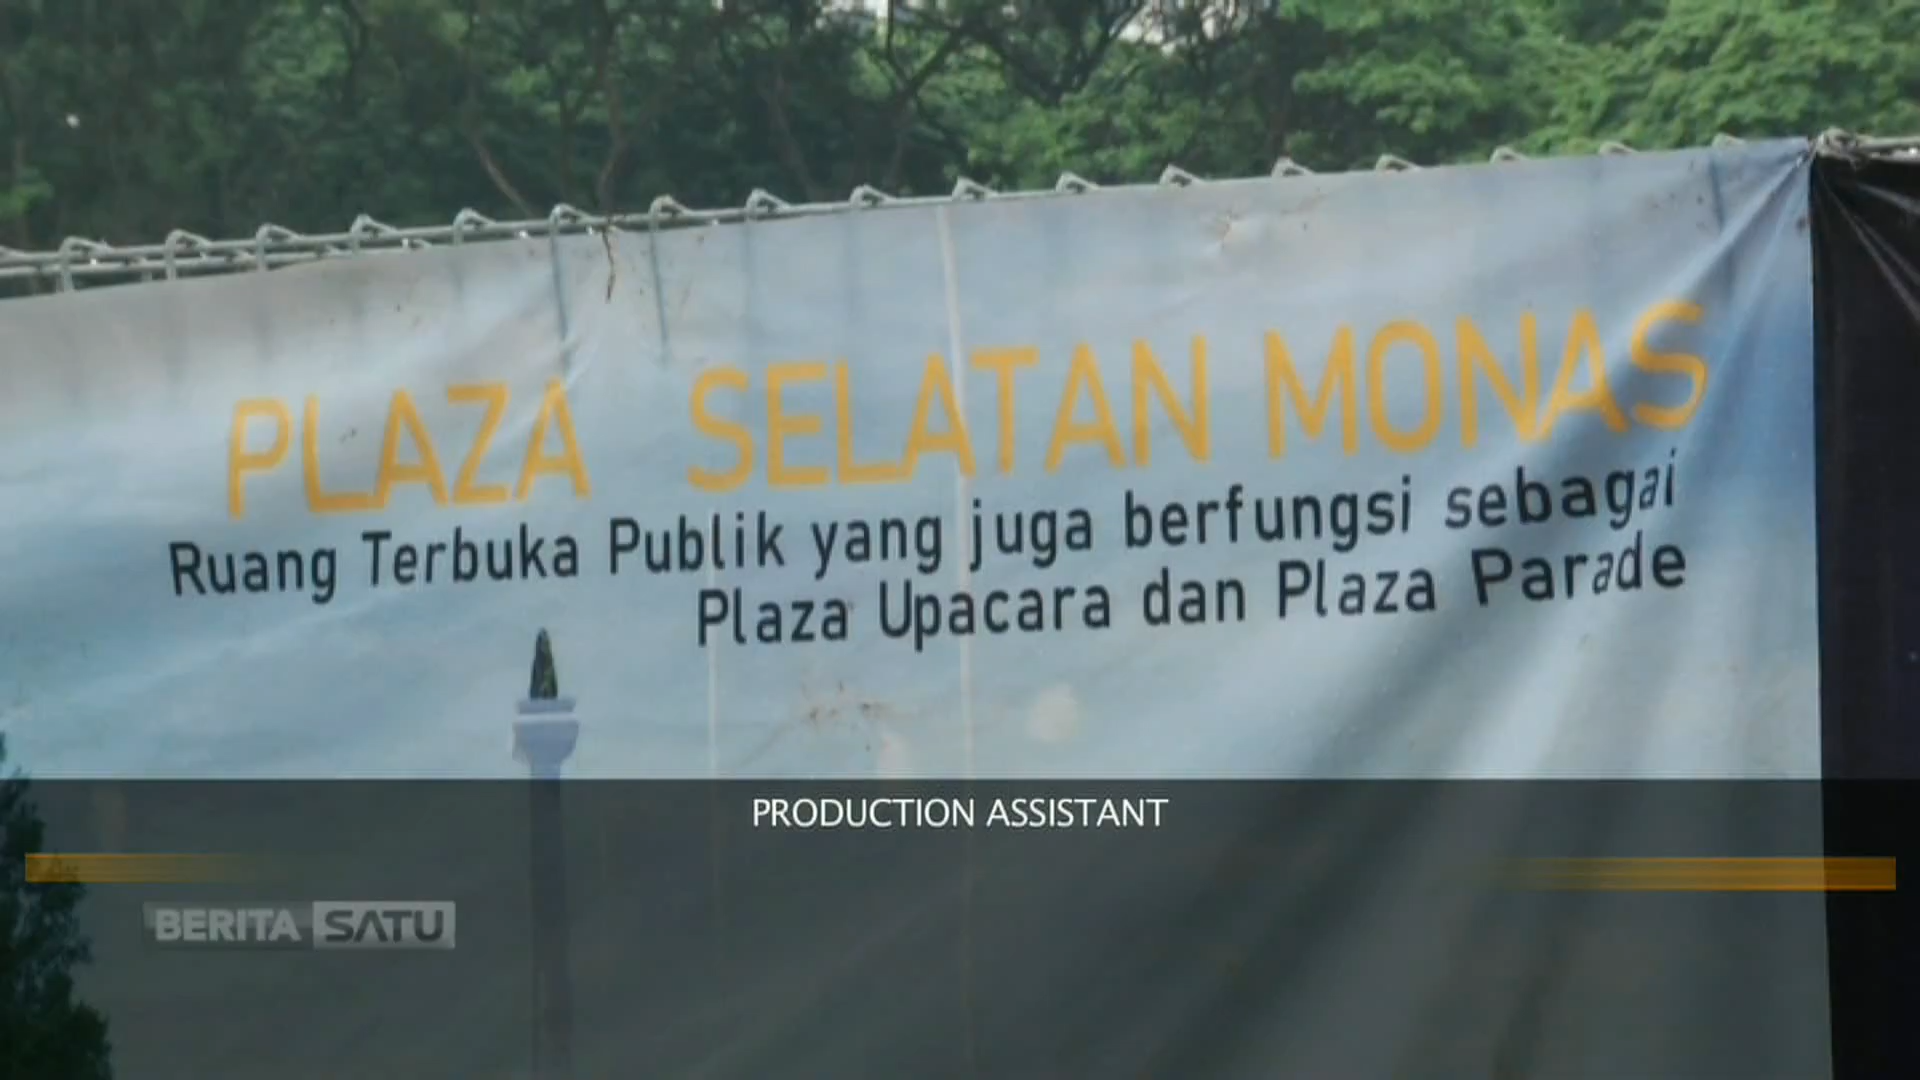 PLAZA SELATAN MONAS
Ruang Terbuka Publik yang juga berfungsi sebagai
Plaza Upacara dan Plaza Parade
PRODUCTION ASSISTANT
BERITA SATU